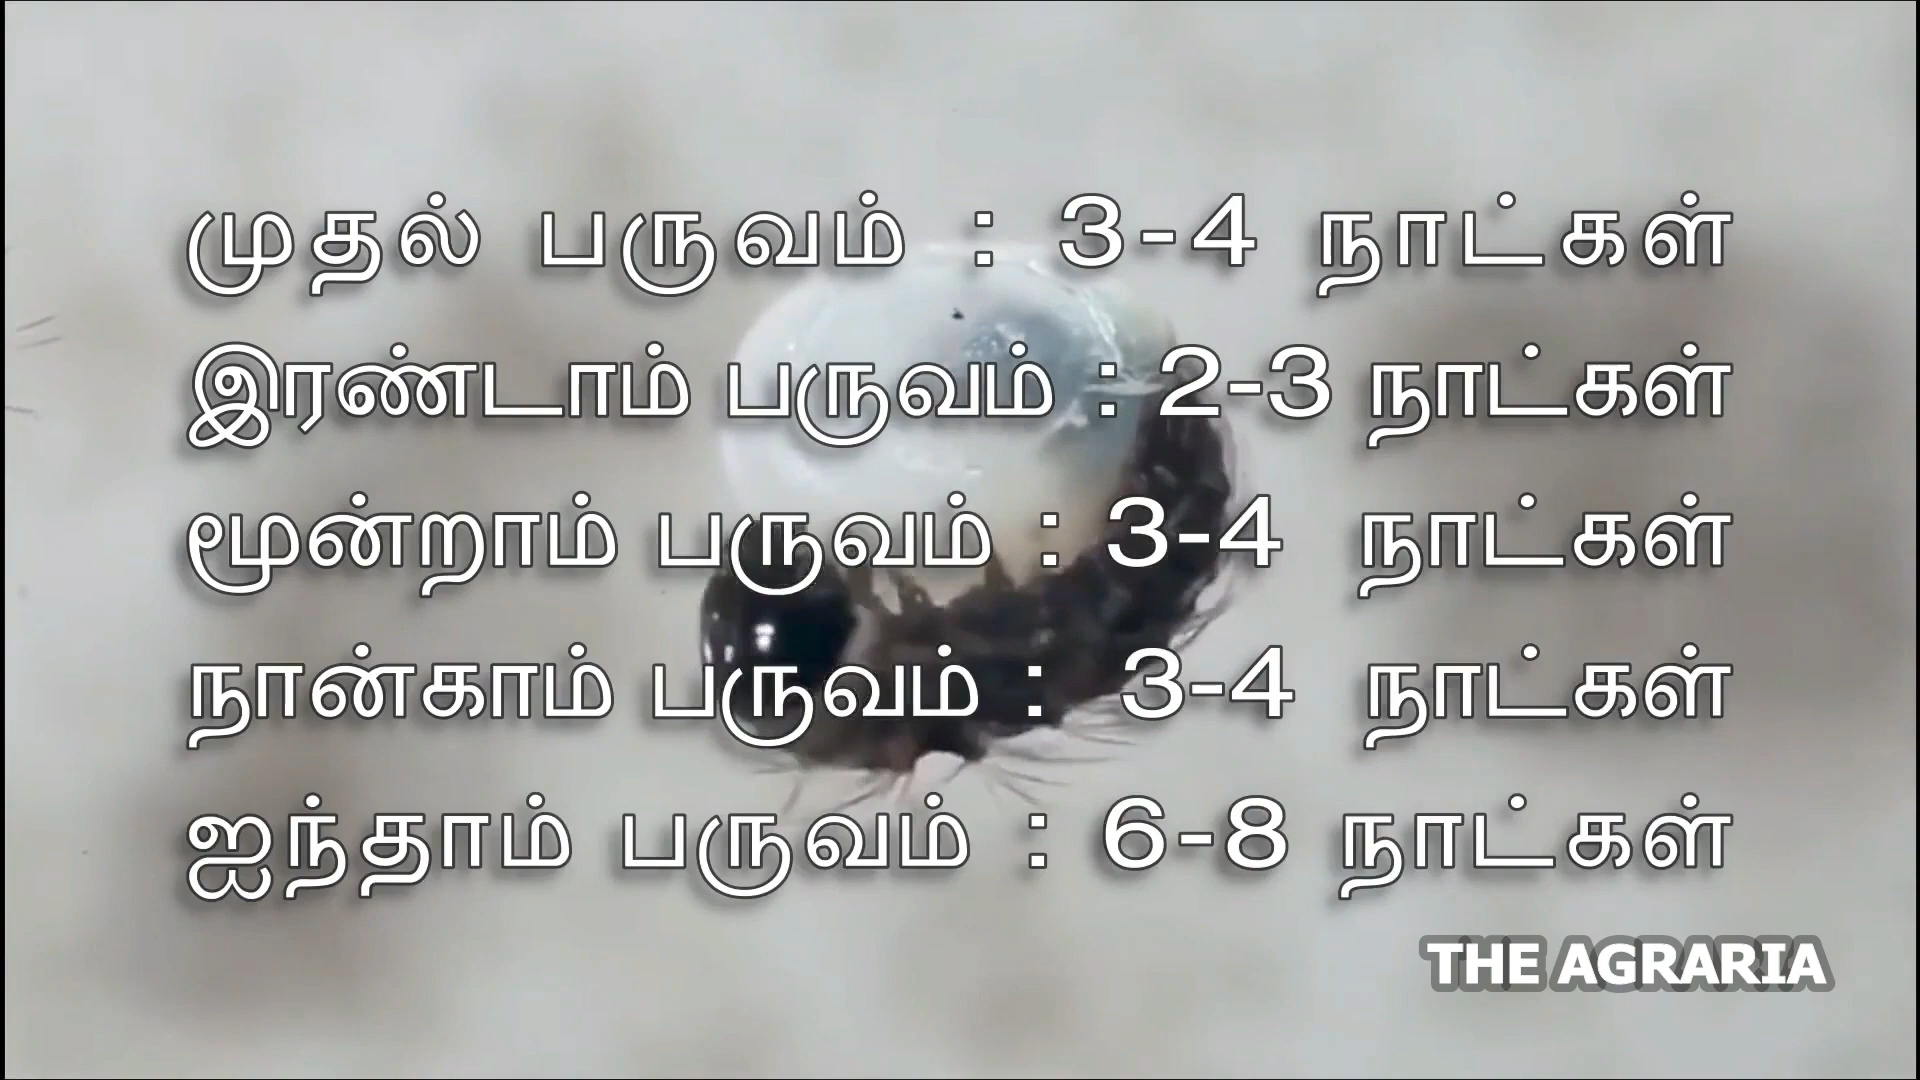 முதல் பருவம் : 3-4 நாட்கள்
இரண்டாம் பருவம் : 2-3 நாட்கள்
மூன்றாம் பருவம் : 3-4 நாட்கள்
நான்காம் பருவம் : 3-4 நாட்கள்
ஐந்தாம் பருவம் : 6-8 நாட்கள்
THE AGRARIA